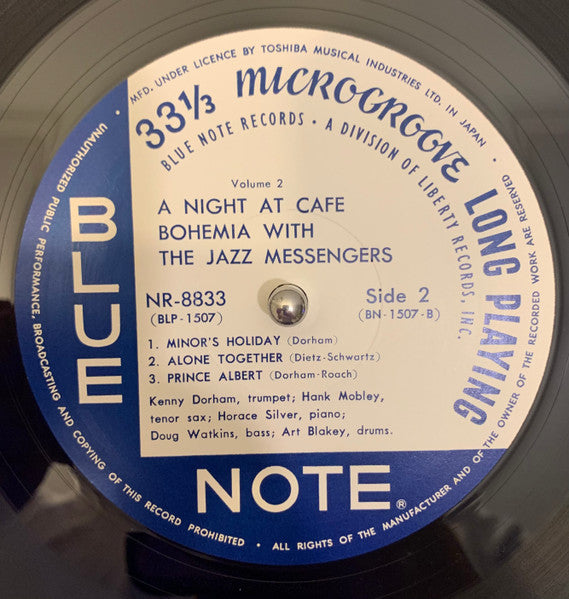 MFD. UNDER LICENCE BY TOSHIBA MUSICAL INDUSTRIES LTD. IN JAPAN •
33 1/3 MICROGROOVE LONG PLAYING
BLUE NOTE RECORDS • A DIVISION OF LIBERTY RECORDS, INC.
Volume 2
A NIGHT AT CAFE
BOHEMIA WITH
THE JAZZ MESSENGERS
NR-8833 Side 2
(BLP-1507) (BN-1507-B)
1. MINOR'S HOLIDAY (Dorham)
2. ALONE TOGETHER (Dietz-Schwartz)
3. PRINCE ALBERT (Dorham-Roach)
Kenny Dorham, trumpet; Hank Mobley,
tenor sax; Horace Silver, piano;
Doug Watkins, bass; Art Blakey, drums.
BLUE
NOTE®
UNAUTHORIZED PUBLIC PERFORMANCE, BROADCASTING AND COPYING OF THIS RECORD PROHIBITED • ALL RIGHTS OF THE MANUFACTURER AND OF THE OWNER OF THE RECORDED WORK ARE RESERVED